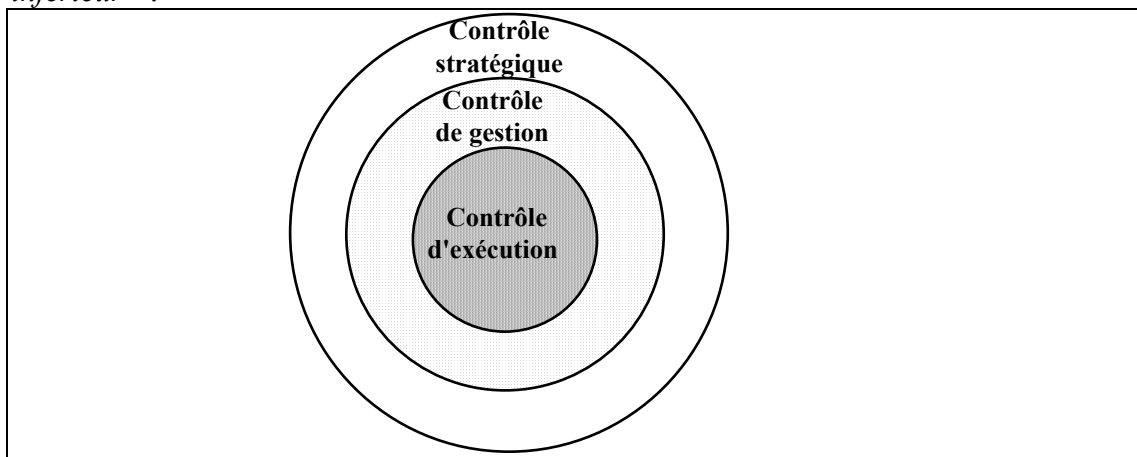 Contrôle
stratégique
Contrôle
de gestion
Contrôle
d'exécution